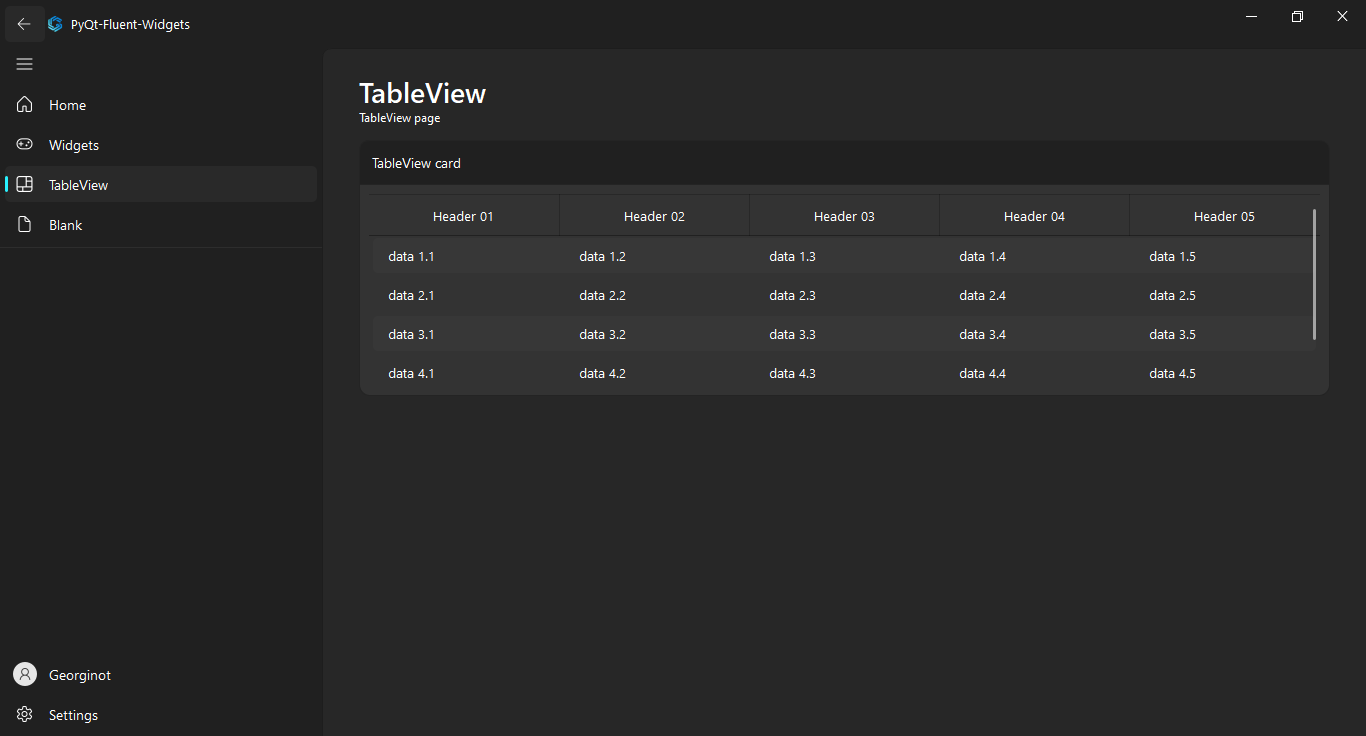 PyQt-Fluent-Widgets
Home
Widgets
TableView
Blank
Georginot
Settings
TableView
TableView page
TableView card
Header 01 Header 02 Header 03 Header 04 Header 05
data 1.1 data 1.2 data 1.3 data 1.4 data 1.5
data 2.1 data 2.2 data 2.3 data 2.4 data 2.5
data 3.1 data 3.2 data 3.3 data 3.4 data 3.5
data 4.1 data 4.2 data 4.3 data 4.4 data 4.5